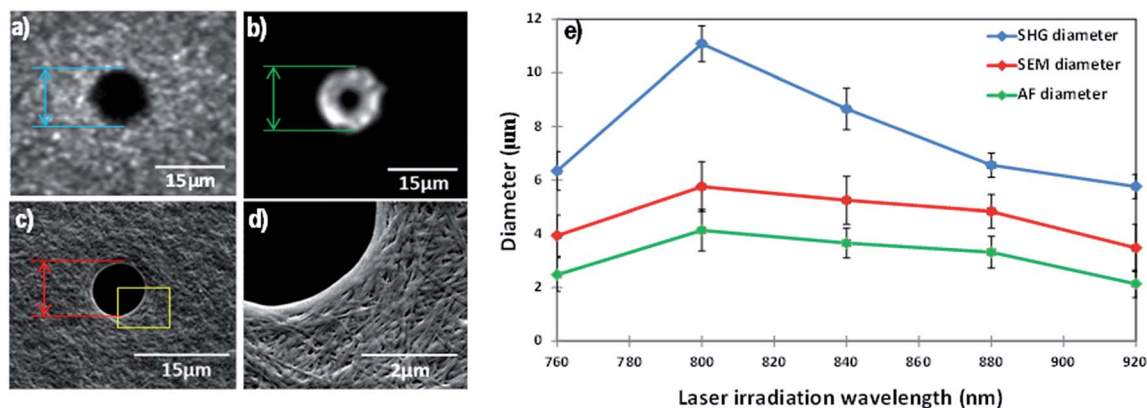 a)
15µm
b)
15µm
c)
15µm
d)
2µm
e)
SHG diameter
SEM diameter
AF diameter
Diameter (µm)
12
10
8
6
4
2
0
760 780 800 820 840 860 880 900 920
Laser irradiation wavelength (nm)